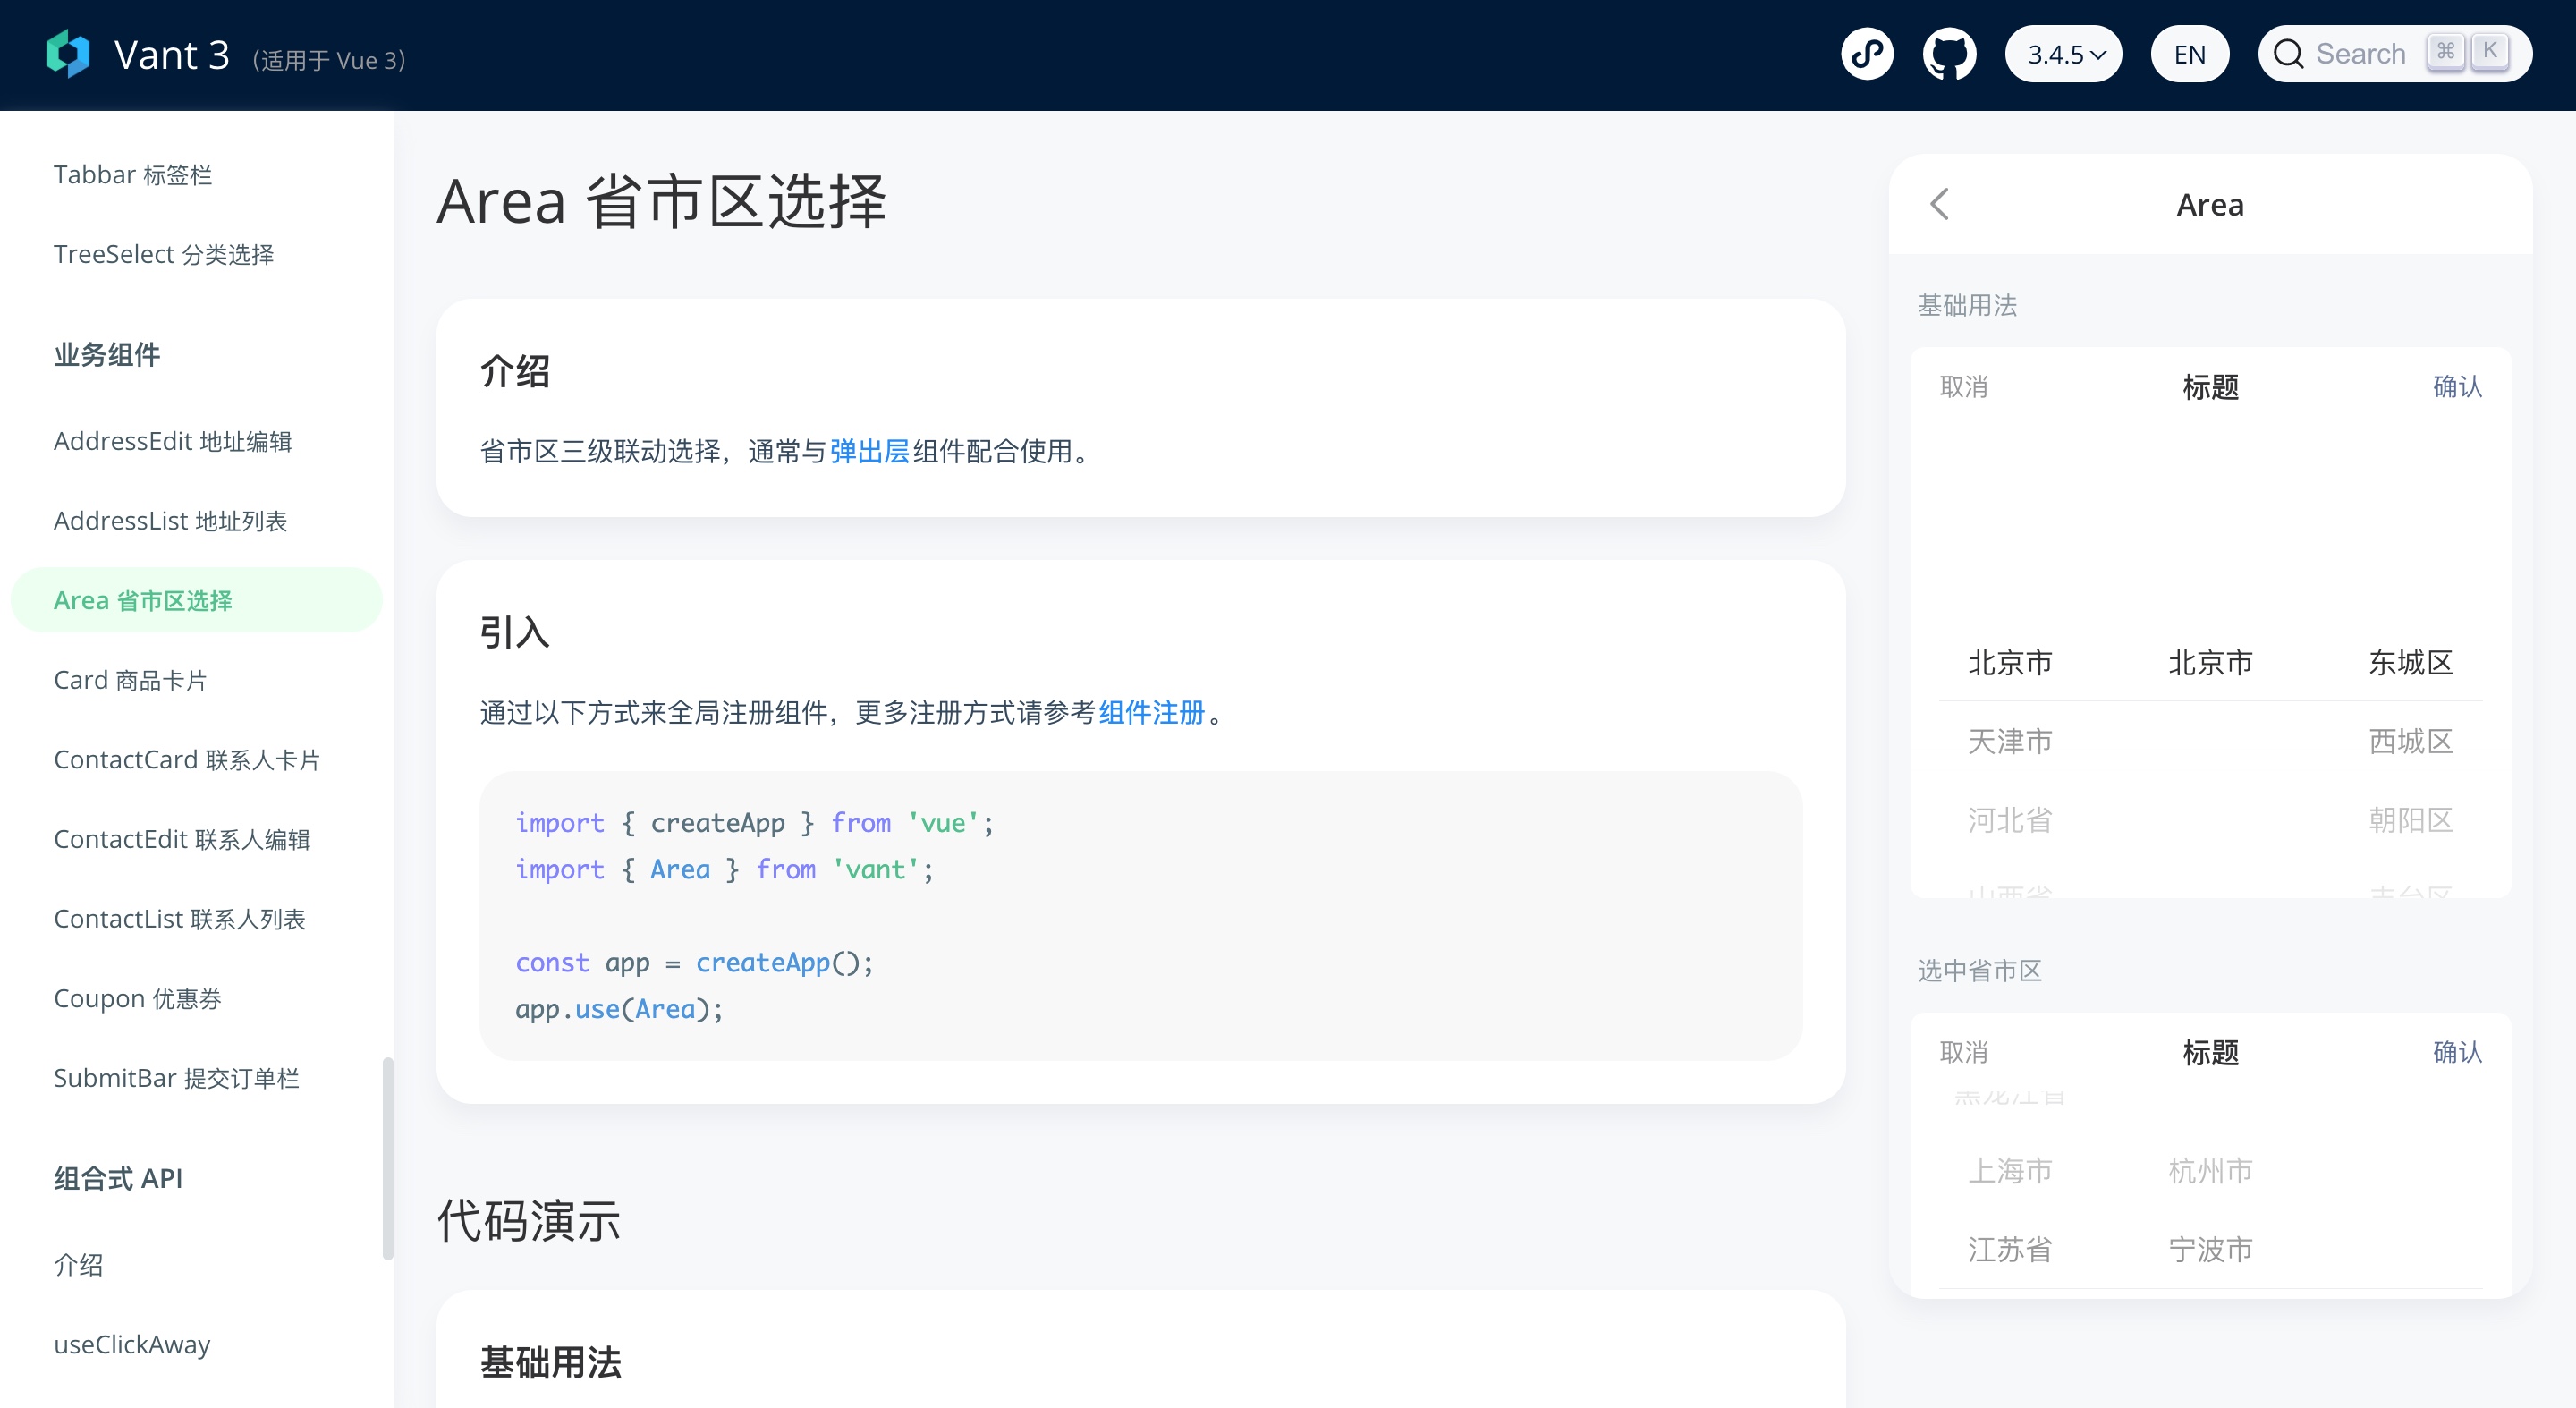 Vant 3 (适用于 Vue 3)
3.4.5
EN
Search ⌘ K
Tabbar 标签栏
TreeSelect 分类选择
业务组件
AddressEdit 地址编辑
AddressList 地址列表
Area 省市区选择
Card 商品卡片
ContactCard 联系人卡片
ContactEdit 联系人编辑
ContactList 联系人列表
Coupon 优惠券
SubmitBar 提交订单栏
组合式 API
介绍
useClickAway
Area 省市区选择
介绍
省市区三级联动选择，通常与弹出层组件配合使用。
引入
通过以下方式来全局注册组件，更多注册方式请参考组件注册。
import { createApp } from 'vue';
import { Area } from 'vant';
const app = createApp();
app.use(Area);
代码演示
基础用法
Area
基础用法
取消 标题 确认
北京市 北京市 东城区
天津市 西城区
河北省 朝阳区
山西省 丰台区
选中省市区
取消 标题 确认
黑龙江省
上海市 杭州市
江苏省 宁波市